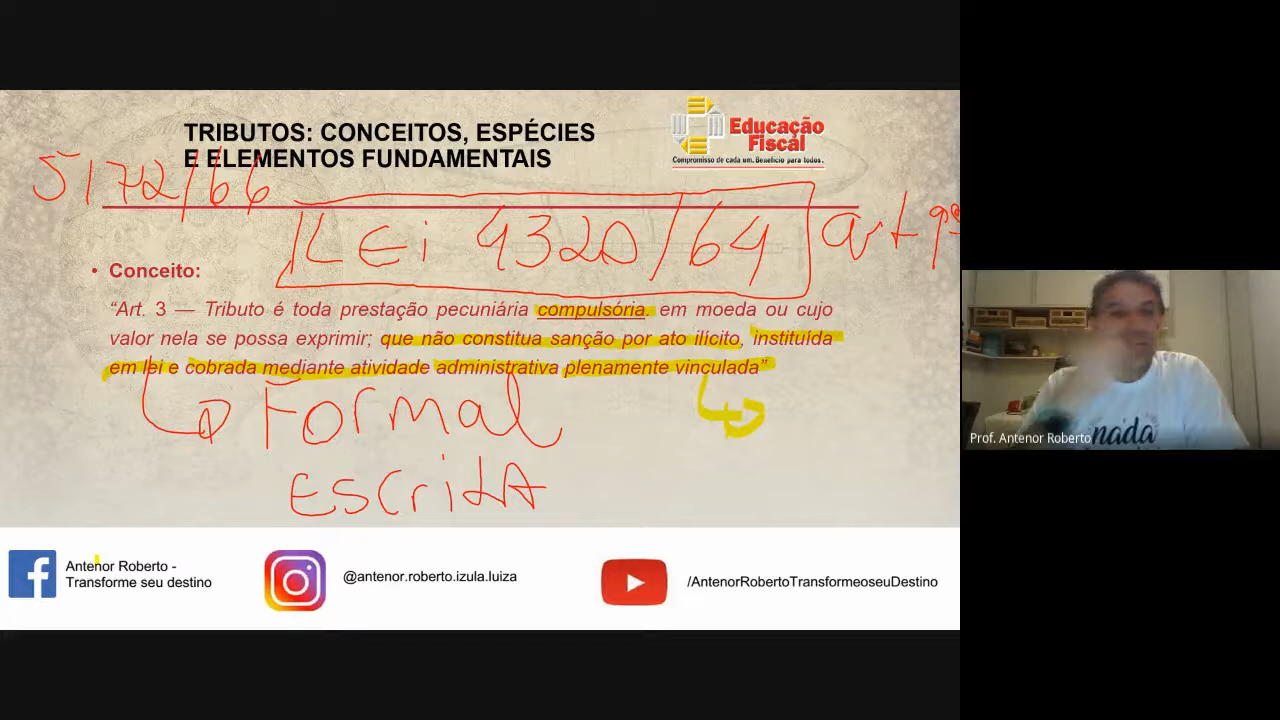 TRIBUTOS: CONCEITOS, ESPÉCIES
E ELEMENTOS FUNDAMENTAIS
Educação
Fiscal
Compromisso de cada um. Benefício para todos.
5172/66
LEi 4320/64 art 9º
• Conceito:
“Art. 3 — Tributo é toda prestação pecuniária compulsória. em moeda ou cujo
valor nela se possa exprimir; que não constitua sanção por ato ilícito, instituída
em lei e cobrada mediante atividade administrativa plenamente vinculada”
Formal
Escrita
nada
Prof. Antenor Roberto
Antenor Roberto -
Transforme seu destino
@antenor.roberto.izula.luiza
/AntenorRobertoTransformeoseuDestino